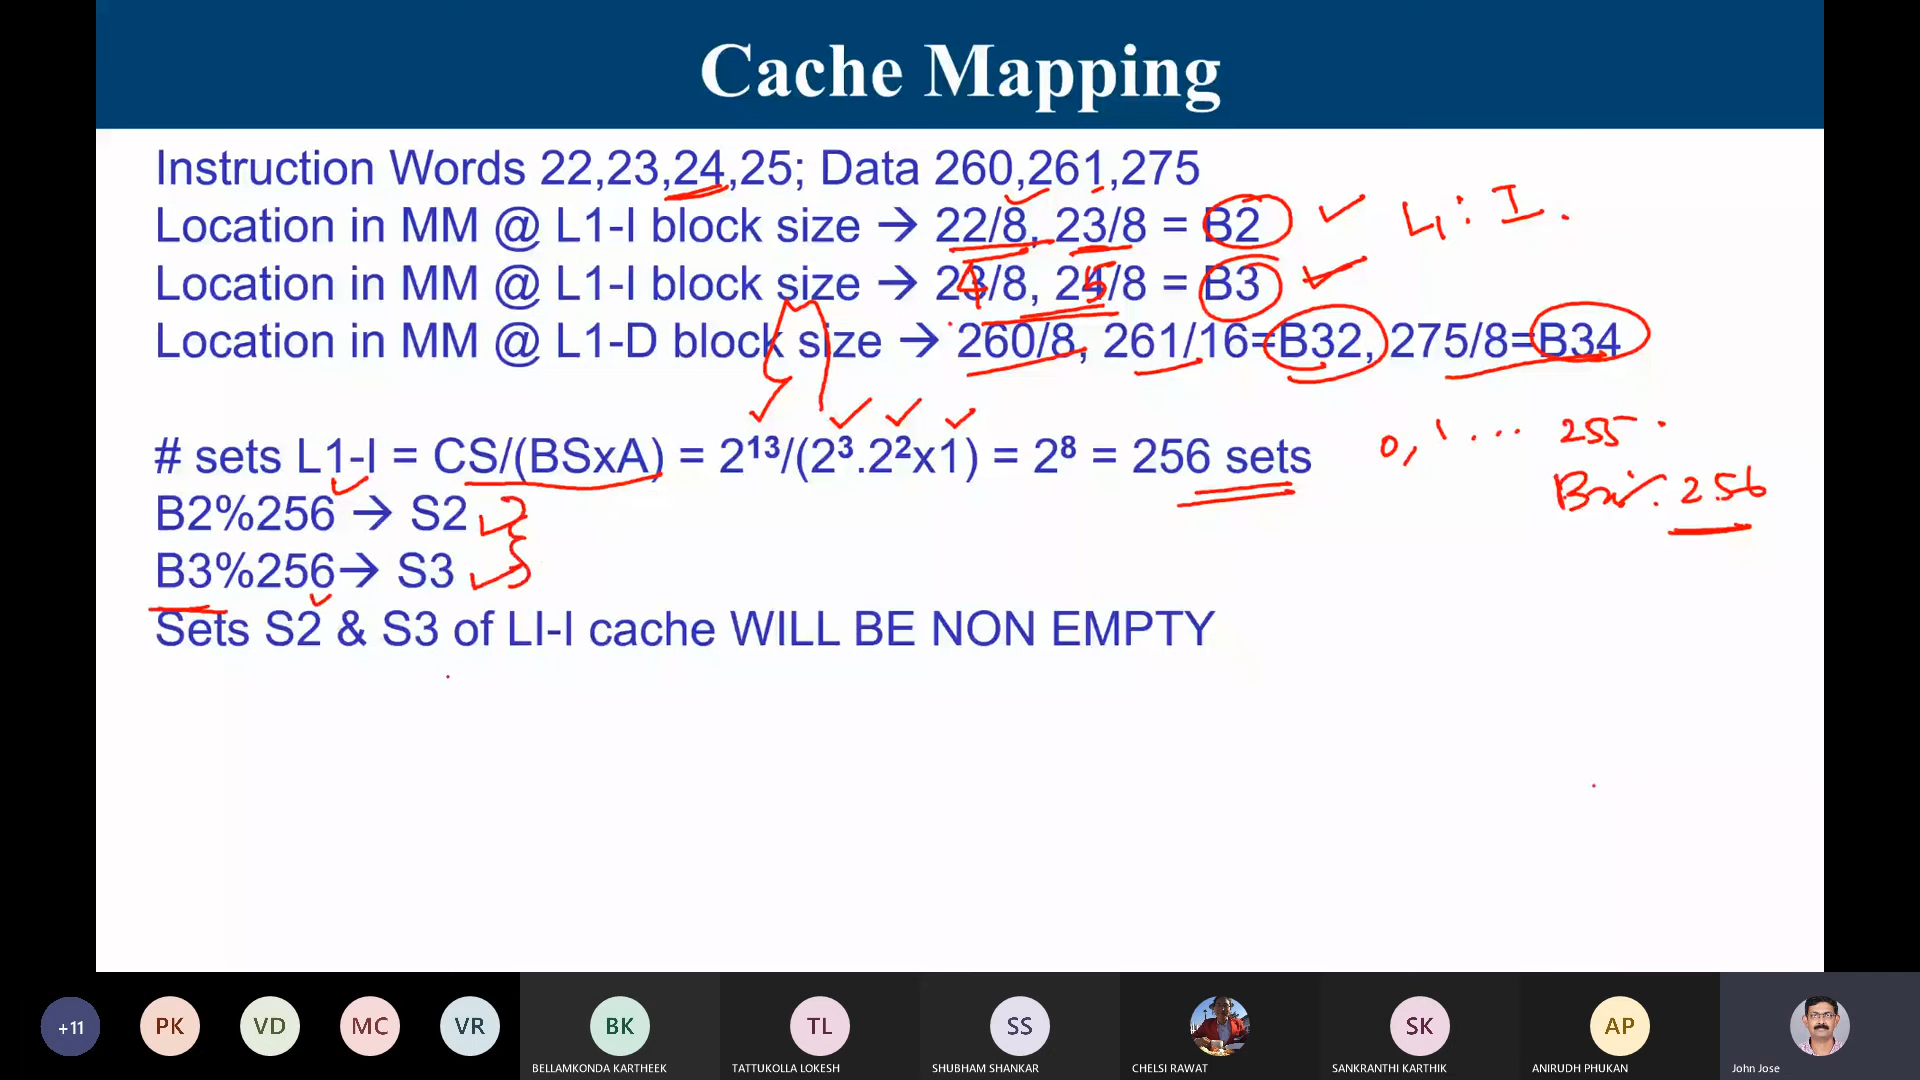 Cache Mapping
Instruction Words 22,23,24,25; Data 260,261,275
Location in MM @ L1-I block size → 22/8, 23/8 = B2
L1 : I.
Location in MM @ L1-I block size → 24/8, 25/8 = B3
Location in MM @ L1-D block size → 260/8, 261/16=B32, 275/8=B34
0, 1 ... 255.
# sets L1-I = CS/(BSxA) = 2¹³/(2³.2²x1) = 2⁸ = 256 sets
256
B2%256 → S2
B3%256→ S3
Sets S2 & S3 of LI-I cache WILL BE NON EMPTY
+11 PK VD MC VR BK TL SS SK AP
BELLAMKONDA KARTHEEK TATTUKOLLA LOKESH SHUBHAM SHANKAR CHELSI RAWAT SANKRANTHI KARTHIK ANIRUDH PHUKAN John Jose